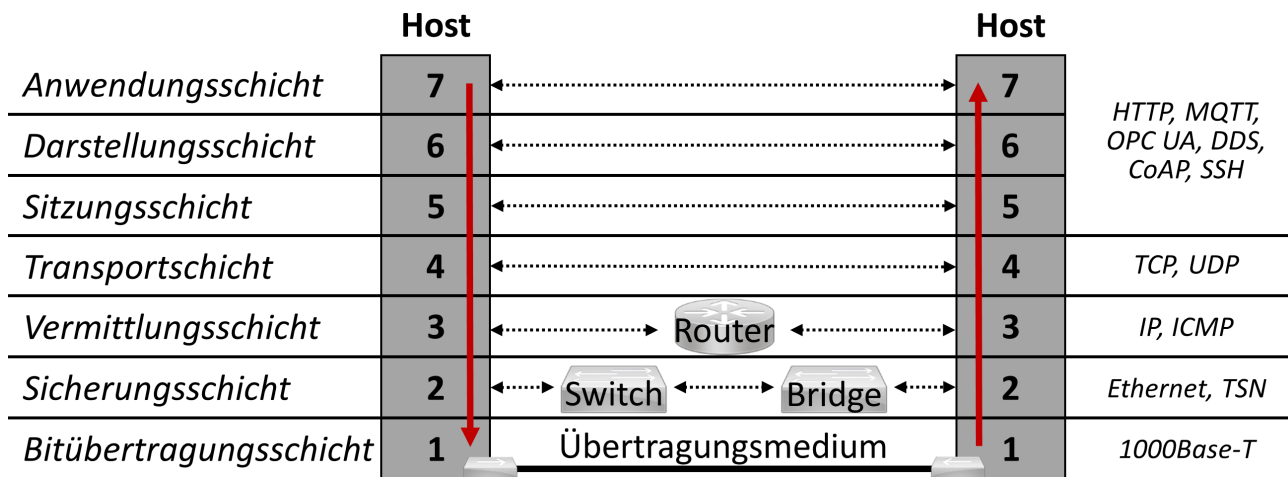 Host Host
Anwendungsschicht 7 7
HTTP, MQTT,
OPC UA, DDS,
CoAP, SSH
Darstellungsschicht 6 6
Sitzungsschicht 5 5
Transportschicht 4 4 TCP, UDP
Vermittlungsschicht 3 Router 3 IP, ICMP
Sicherungsschicht 2 Switch Bridge 2 Ethernet, TSN
Bitübertragungsschicht 1 Übertragungsmedium 1 1000Base-T